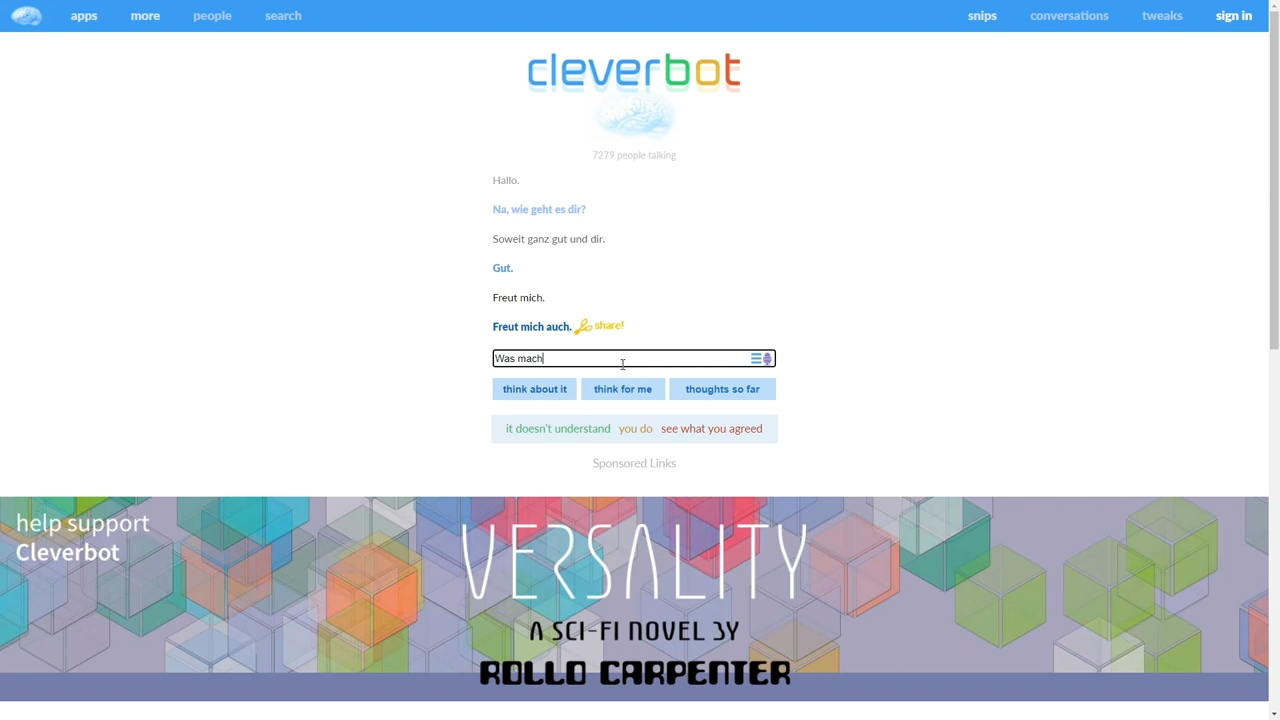 apps more people search snips conversations tweaks sign in
cleverbot
7279 people talking
Hallo.
Na, wie geht es dir?
Soweit ganz gut und dir.
Gut.
Freut mich.
Freut mich auch. share!
Was mach
think about it think for me thoughts so far
it doesn't understand you do see what you agreed
Sponsored Links
help support
Cleverbot
VERSALITY
A SCI-FI NOVEL BY
ROLLO CARPENTER